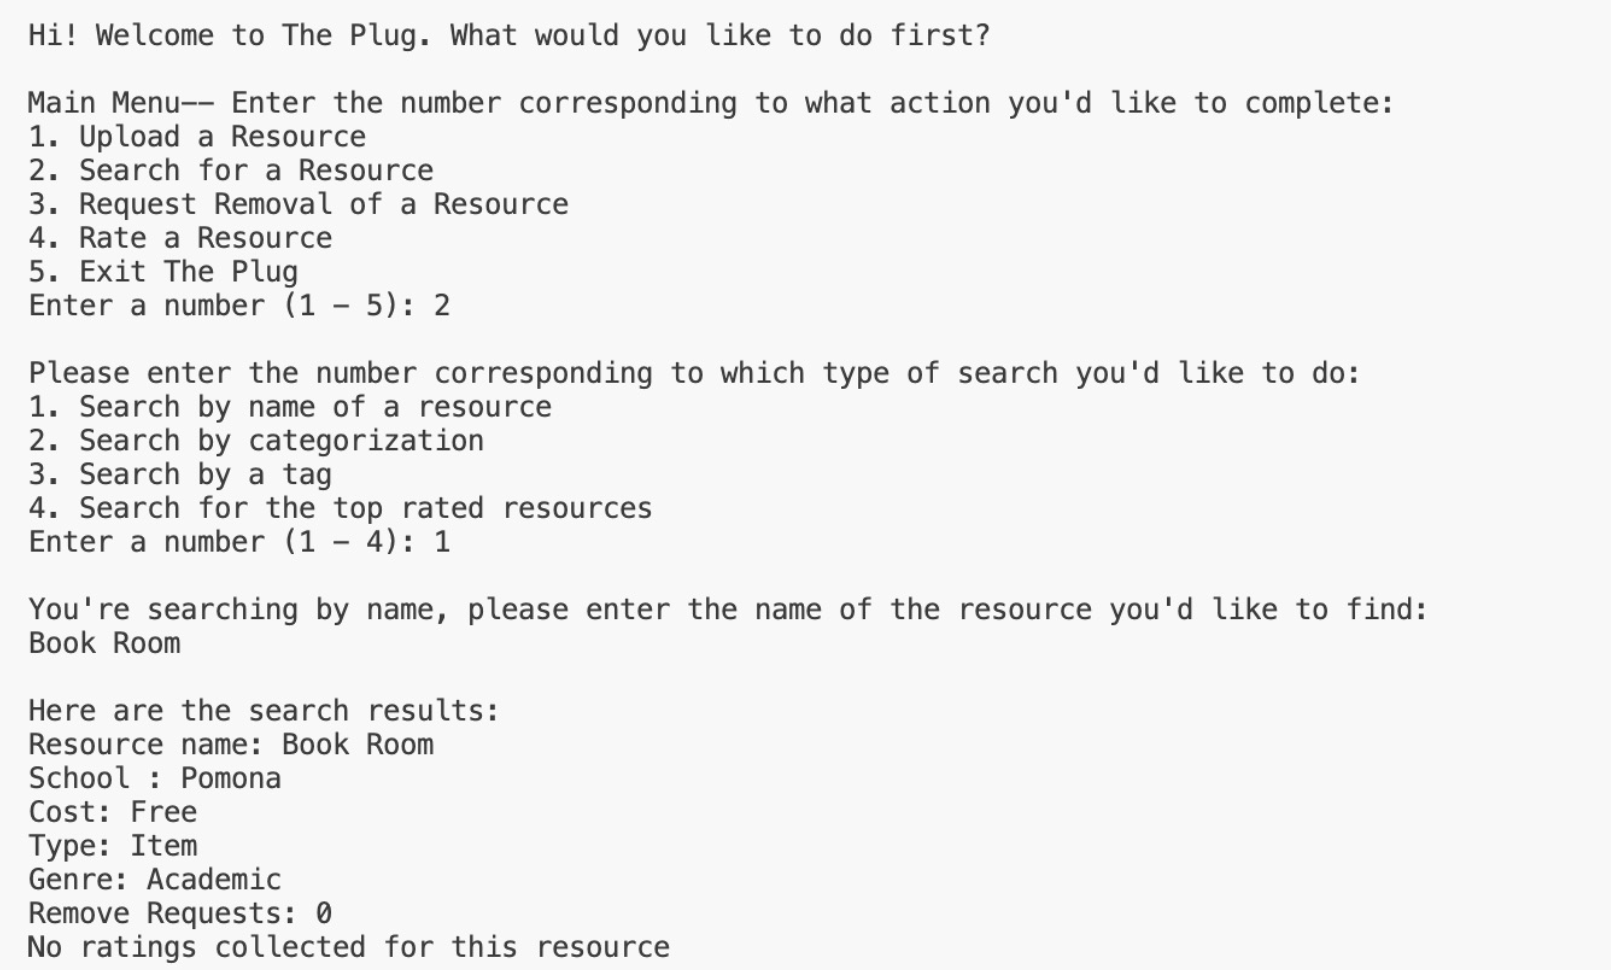 Hi! Welcome to The Plug. What would you like to do first?
Main Menu-- Enter the number corresponding to what action you'd like to complete:
1. Upload a Resource
2. Search for a Resource
3. Request Removal of a Resource
4. Rate a Resource
5. Exit The Plug
Enter a number (1 - 5): 2
Please enter the number corresponding to which type of search you'd like to do:
1. Search by name of a resource
2. Search by categorization
3. Search by a tag
4. Search for the top rated resources
Enter a number (1 - 4): 1
You're searching by name, please enter the name of the resource you'd like to find:
Book Room
Here are the search results:
Resource name: Book Room
School : Pomona
Cost: Free
Type: Item
Genre: Academic
Remove Requests: 0
No ratings collected for this resource